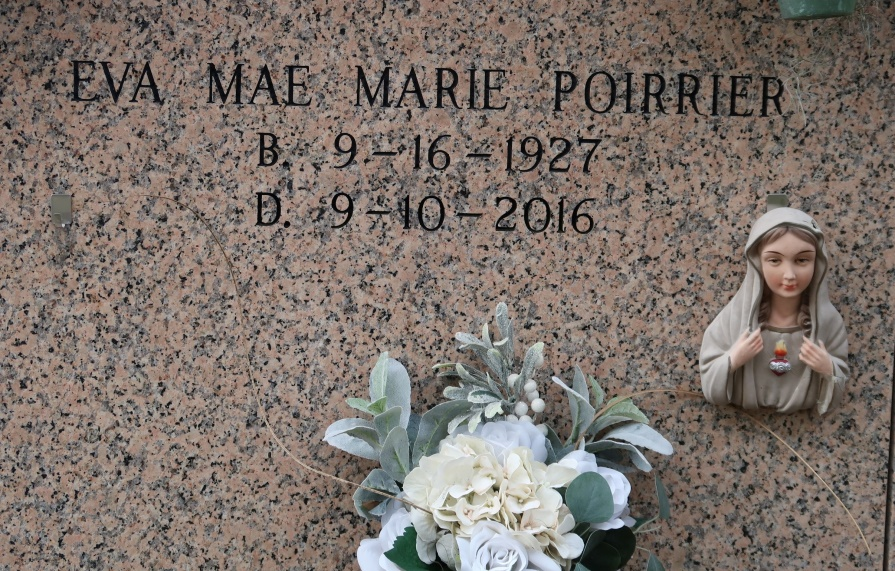 EVA MAE MARIE POIRRIER
B. 9-16-1927
D. 9-10-2016